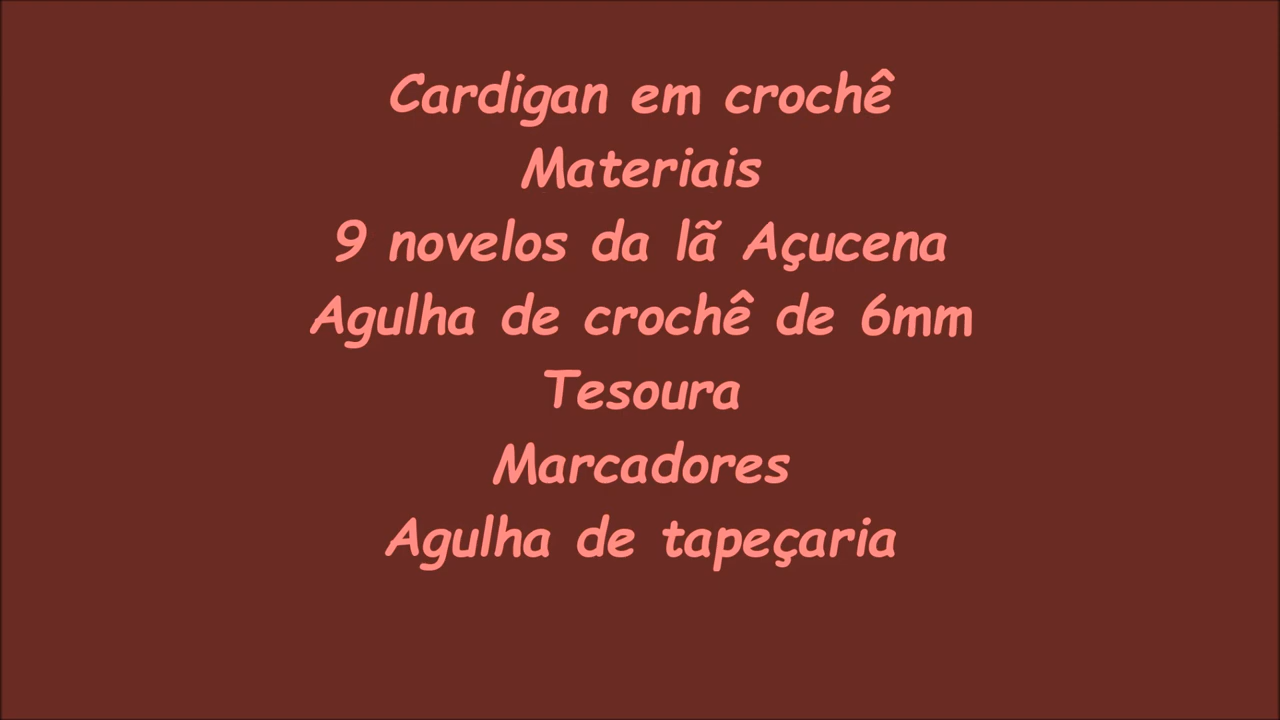 Cardigan em crochê
Materiais
9 novelos da lã Açucena
Agulha de crochê de 6mm
Tesoura
Marcadores
Agulha de tapeçaria